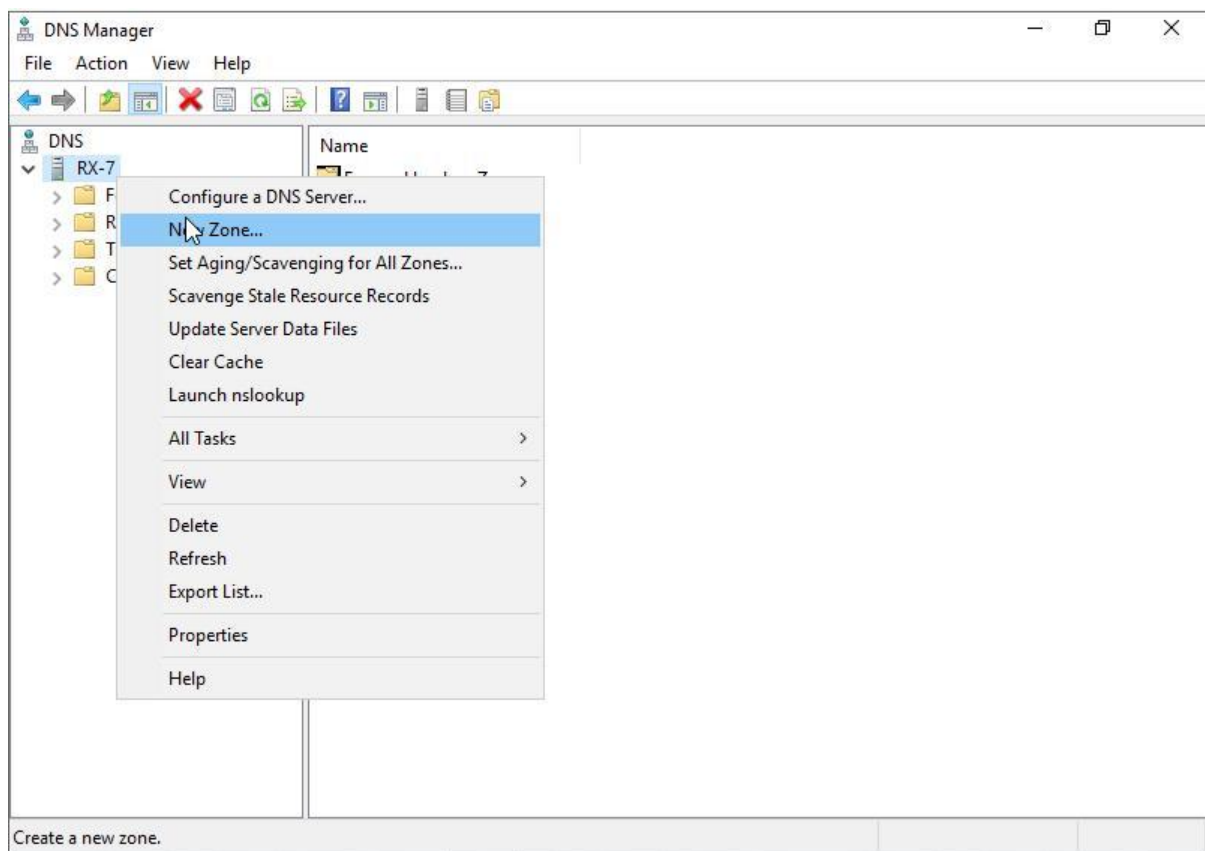 DNS Manager
File Action View Help
DNS
RX-7
F
R
T
C
Name
Configure a DNS Server...
New Zone...
Set Aging/Scavenging for All Zones...
Scavenge Stale Resource Records
Update Server Data Files
Clear Cache
Launch nslookup
All Tasks
View
Delete
Refresh
Export List...
Properties
Help
Create a new zone.